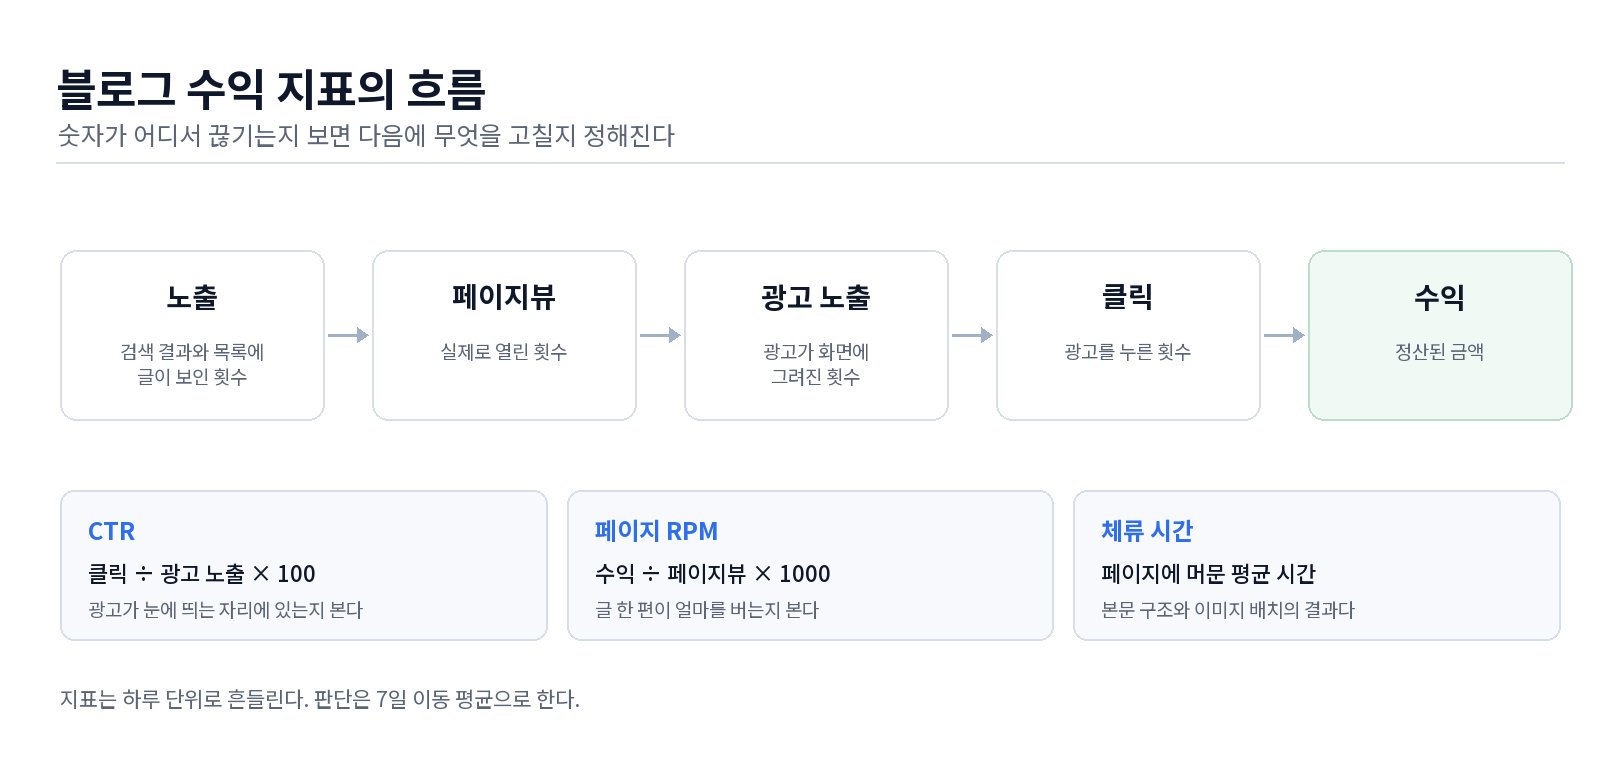 블로그 수익 지표의 흐름
숫자가 어디서 끊기는지 보면 다음에 무엇을 고칠지 정해진다
노출
검색 결과와 목록에
글이 보인 횟수
페이지뷰
실제로 열린 횟수
광고 노출
광고가 화면에
그려진 횟수
클릭
광고를 누른 횟수
수익
정산된 금액
CTR
클릭 ÷ 광고 노출 × 100
광고가 눈에 띄는 자리에 있는지 본다
페이지 RPM
수익 ÷ 페이지뷰 × 1000
글 한 편이 얼마를 버는지 본다
체류 시간
페이지에 머문 평균 시간
본문 구조와 이미지 배치의 결과다
지표는 하루 단위로 흔들린다. 판단은 7일 이동 평균으로 한다.